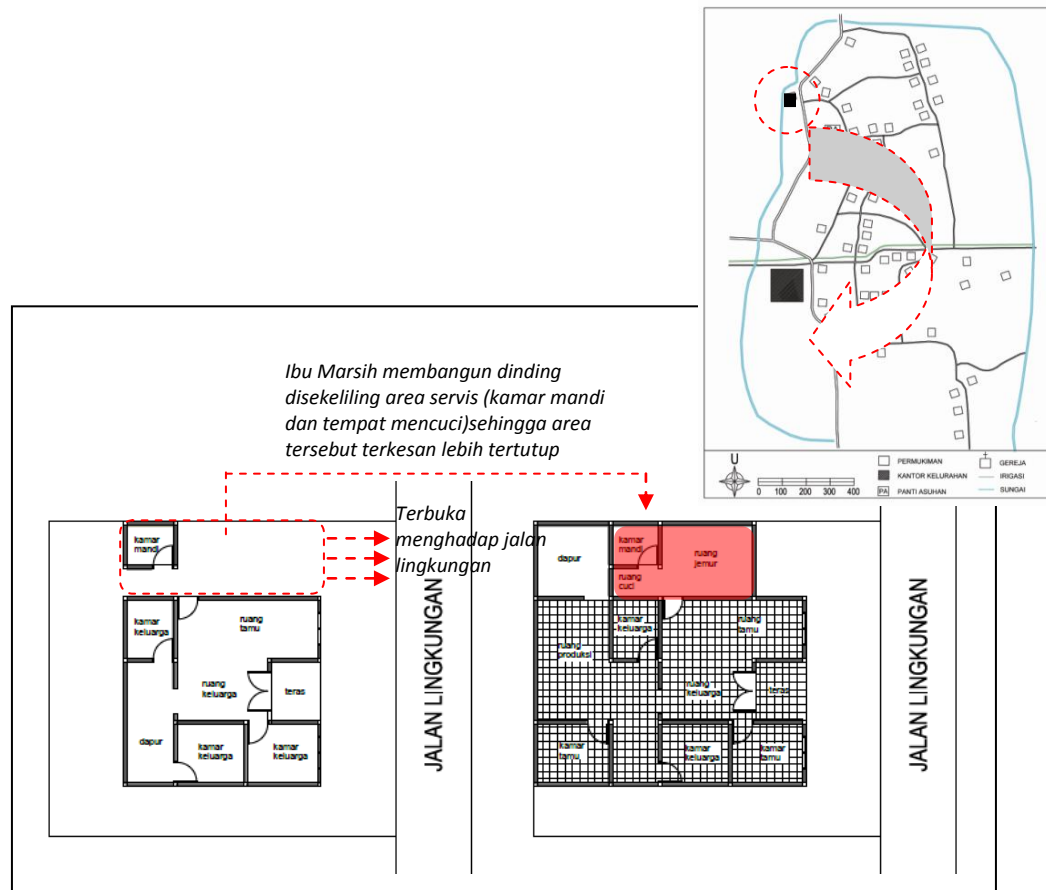 PA
U
0 100 200 300 400
PERMUKIMAN
KANTOR KELURAHAN
PA PANTI ASUHAN
GEREJA
IRIGASI
SUNGAI
Ibu Marsih membangun dinding
disekeliling area servis (kamar mandi
dan tempat mencuci)sehingga area
tersebut terkesan lebih tertutup
Terbuka
menghadap jalan
lingkungan
kamar
mandi
kamar
keluarga
ruang
tamu
ruang
keluarga
teras
dapur
kamar
keluarga
kamar
keluarga
JALAN LINGKUNGAN
dapur
kamar
mandi
ruang
cuci
ruang
jemur
kamar
keluarga
ruang
tamu
ruang
produksi
ruang
keluarga
teras
kamar
tamu
kamar
keluarga
kamar
tamu
JALAN LINGKUNGAN